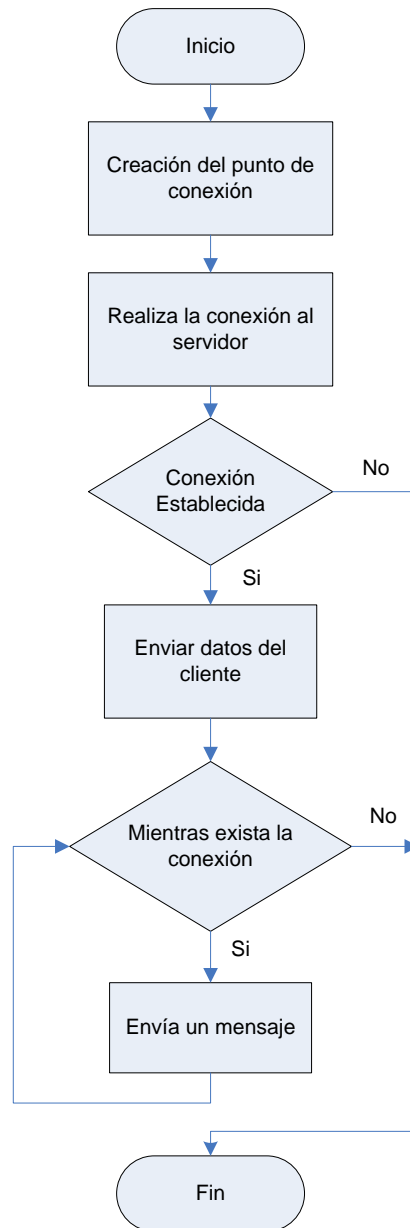 Inicio
Creación del punto de
conexión
Realiza la conexión al
servidor
Conexión
Establecida
No
Si
Enviar datos del
cliente
Mientras exista la
conexión
No
Si
Envía un mensaje
Fin